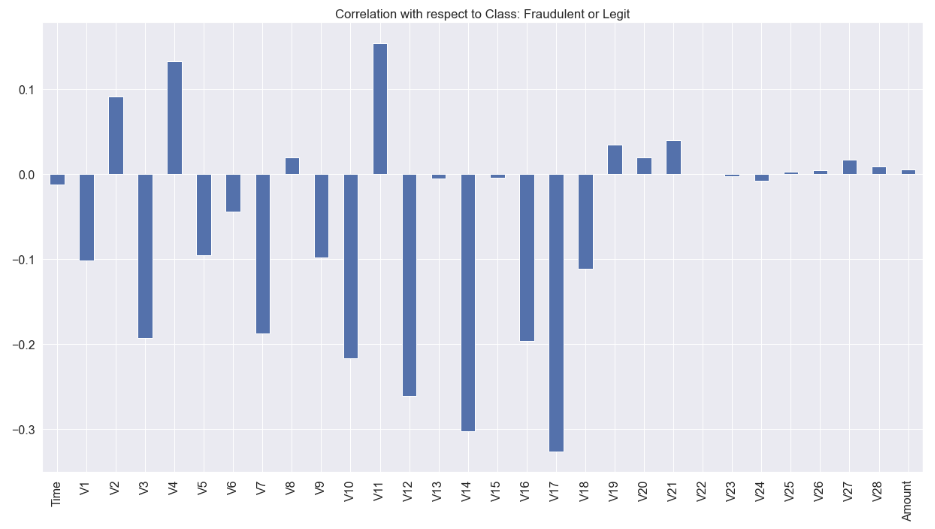 Correlation with respect to Class: Fraudulent or Legit
0.1
0.0
−0.1
−0.2
−0.3
Time
V1
V2
V3
V4
V5
V6
V7
V8
V9
V10
V11
V12
V13
V14
V15
V16
V17
V18
V19
V20
V21
V22
V23
V24
V25
V26
V27
V28
Amount